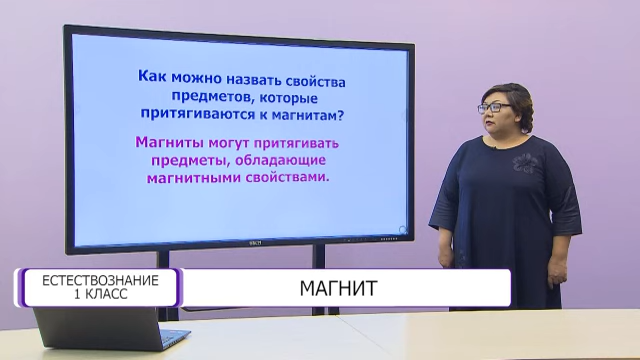 Как можно назвать свойства
предметов, которые
притягиваются к магнитам?
Магниты могут притягивать
предметы, обладающие
магнитными свойствами.
ЕСТЕСТВОЗНАНИЕ
1 КЛАСС
МАГНИТ